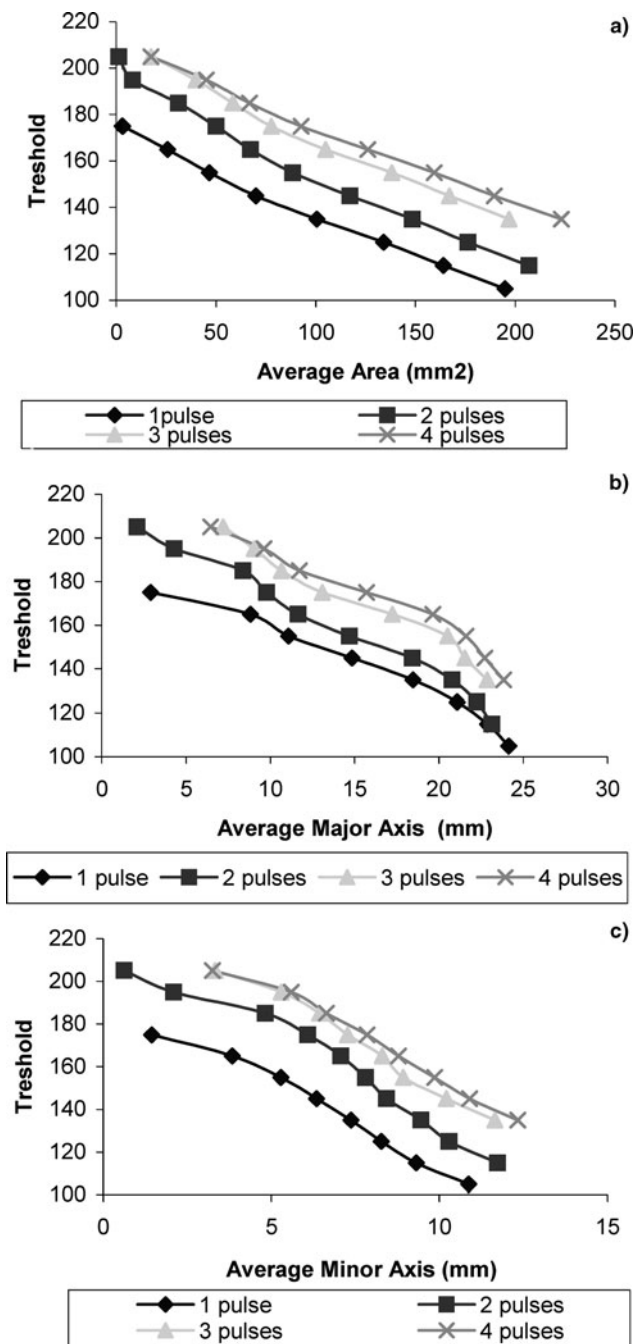 a)
220
200
180
160
140
120
100
0 50 100 150 200 250
Treshold
Average Area (mm2)
1pulse 2 pulses
3 pulses 4 pulses
b)
220
200
180
160
140
120
100
0 5 10 15 20 25 30
Treshold
Average Major Axis (mm)
1 pulse 2 pulses 3 pulses 4 pulses
c)
220
200
180
160
140
120
100
0 5 10 15
Treshold
Average Minor Axis (mm)
1 pulse 2 pulses
3 pulses 4 pulses